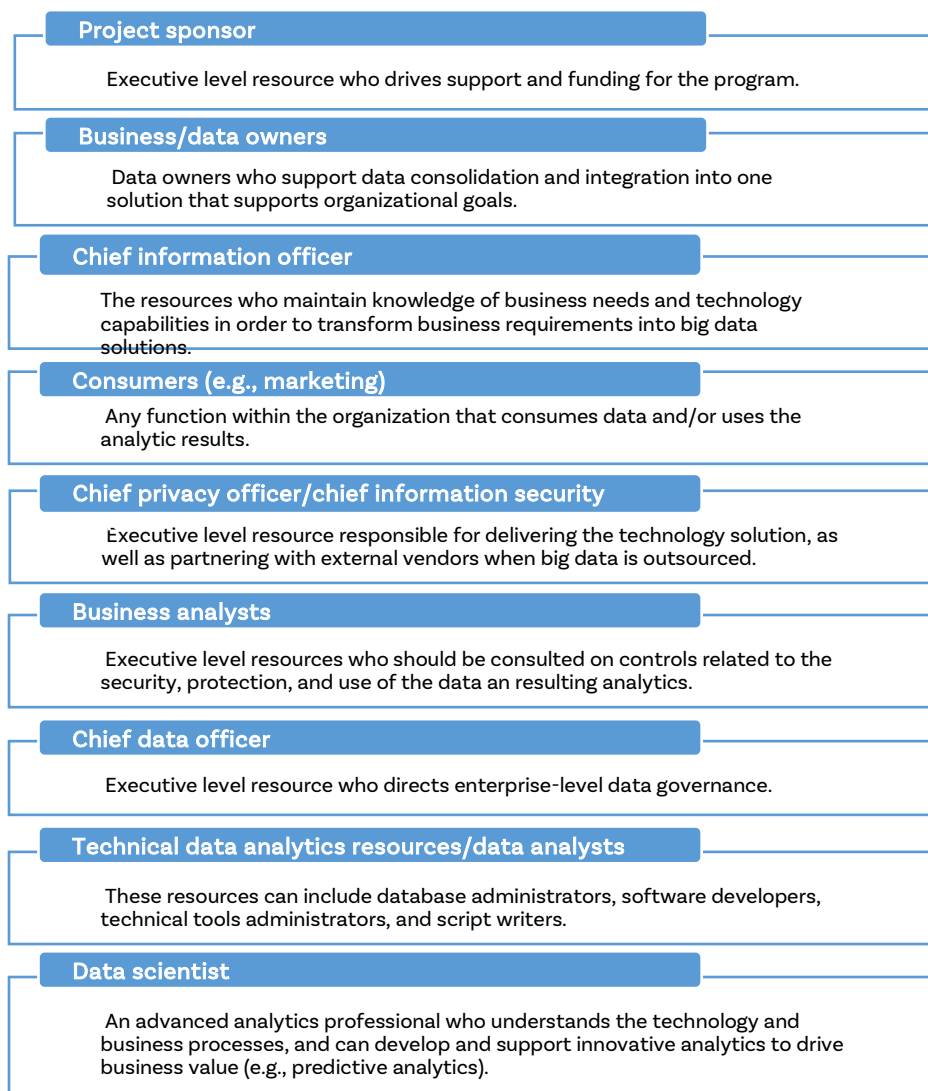 Project sponsor
Executive level resource who drives support and funding for the program.
Business/data owners
Data owners who support data consolidation and integration into one
solution that supports organizational goals.
Chief information officer
The resources who maintain knowledge of business needs and technology
capabilities in order to transform business requirements into big data
solutions.
Consumers (e.g., marketing)
Any function within the organization that consumes data and/or uses the
analytic results.
Chief privacy officer/chief information security
Executive level resource responsible for delivering the technology solution, as
well as partnering with external vendors when big data is outsourced.
Business analysts
Executive level resources who should be consulted on controls related to the
security, protection, and use of the data an resulting analytics.
Chief data officer
Executive level resource who directs enterprise-level data governance.
Technical data analytics resources/data analysts
These resources can include database administrators, software developers,
technical tools administrators, and script writers.
Data scientist
An advanced analytics professional who understands the technology and
business processes, and can develop and support innovative analytics to drive
business value (e.g., predictive analytics).